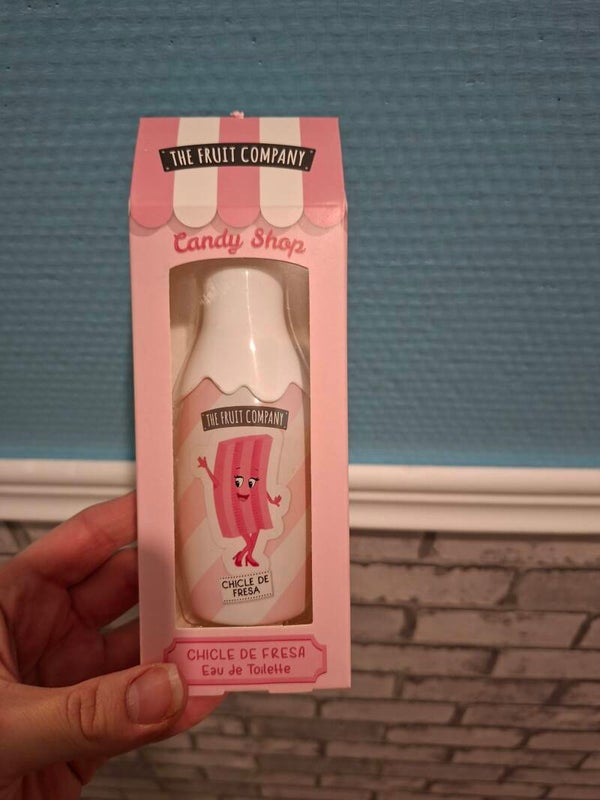 THE FRUIT COMPANY
Candy Shop
THE FRUIT COMPANY
CHICLE DE
FRESA
CHICLE DE FRESA
Eau de Toilette